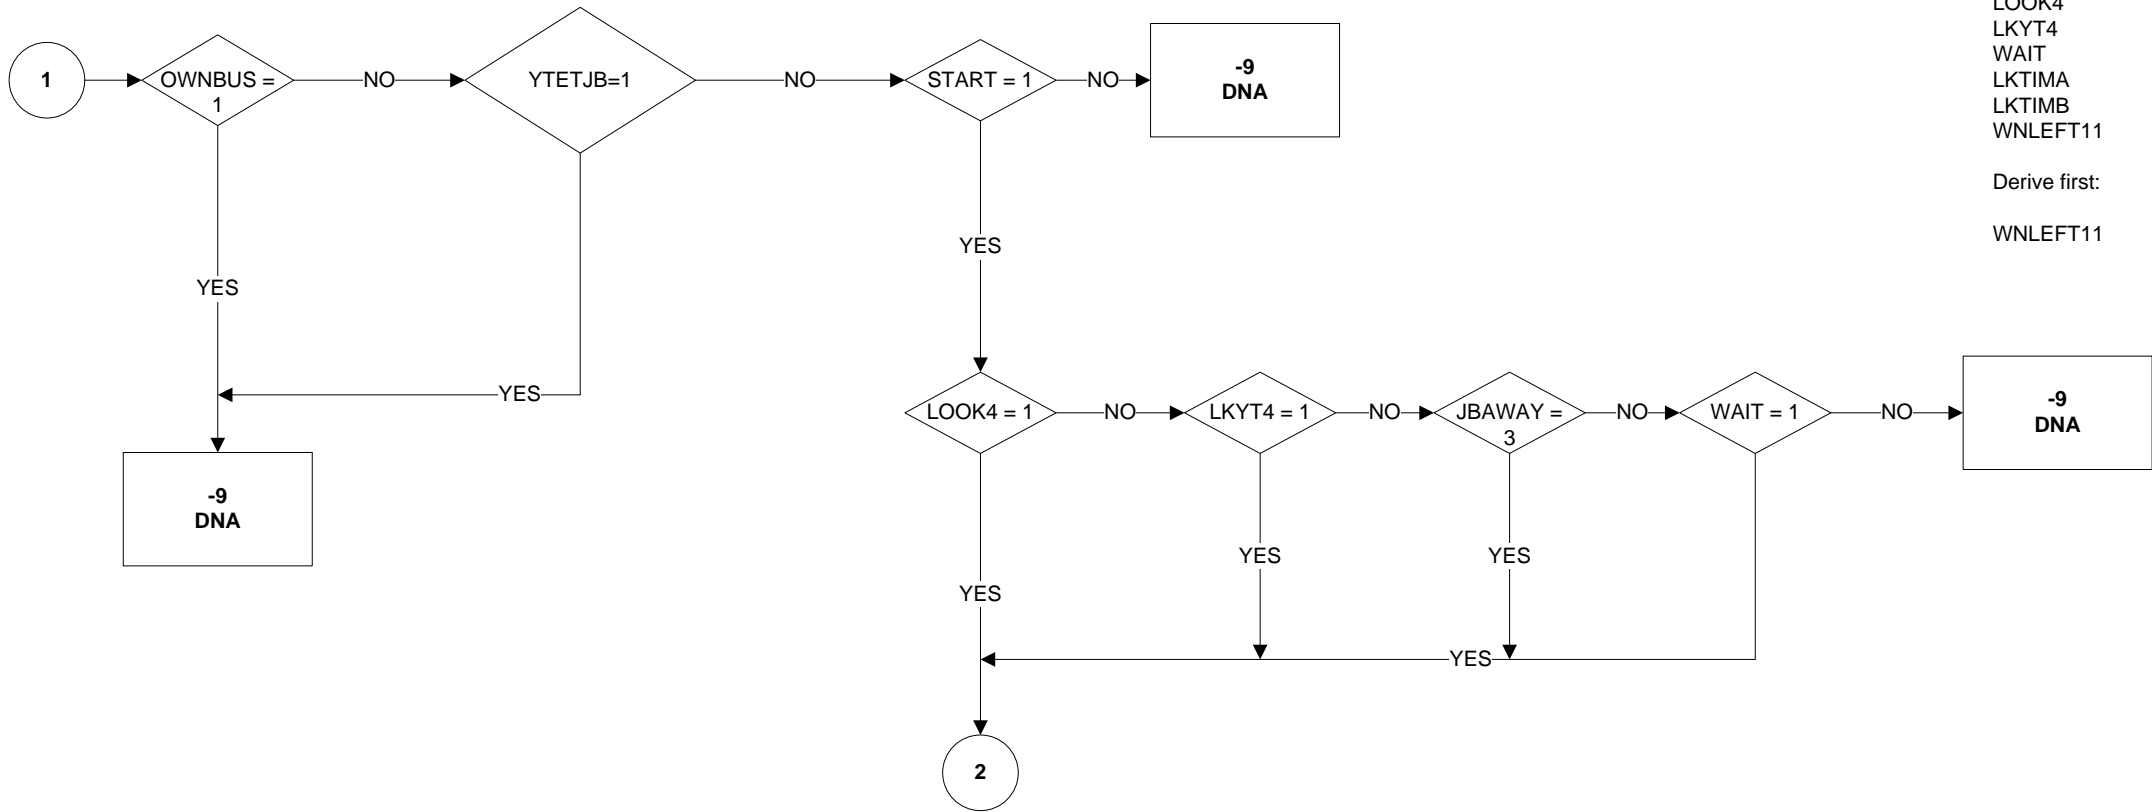 LOOK4
LKYT4
WAIT
LKTIMA
LKTIMB
WNLEFT11
Derive first:
WNLEFT11
1
OWNBUS =
1
NO
YTETJB=1
NO
START = 1
NO
-9
DNA
YES
YES
YES
-9
DNA
LOOK4 = 1
NO
LKYT4 = 1
NO
JBAWAY =
3
NO
WAIT = 1
NO
-9
DNA
YES
YES
YES
YES
2